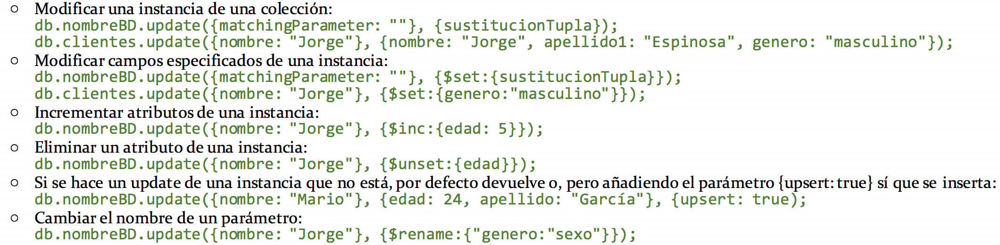 ○ Modificar una instancia de una colección:
db.nombreBD.update({matchingParameter: ""}, {sustitucionTupla});
db.clientes.update({nombre: "Jorge"}, {nombre: "Jorge", apellido1: "Espinosa", genero: "masculino"});
○ Modificar campos especificados de una instancia:
db.nombreBD.update({matchingParameter: ""}, {$set:{sustitucionTupla}});
db.clientes.update({nombre: "Jorge"}, {$set:{genero:"masculino"}});
○ Incrementar atributos de una instancia:
db.nombreBD.update({nombre: "Jorge"}, {$inc:{edad: 5}});
○ Eliminar un atributo de una instancia:
db.nombreBD.update({nombre: "Jorge"}, {$unset:{edad}});
○ Si se hace un update de una instancia que no está, por defecto devuelve 0, pero añadiendo el parámetro {upsert: true} sí que se inserta:
db.nombreBD.update({nombre: "Mario"}, {edad: 24, apellido: "García"}, {upsert: true);
○ Cambiar el nombre de un parámetro:
db.nombreBD.update({nombre: "Jorge"}, {$rename:{"genero:"sexo"}});